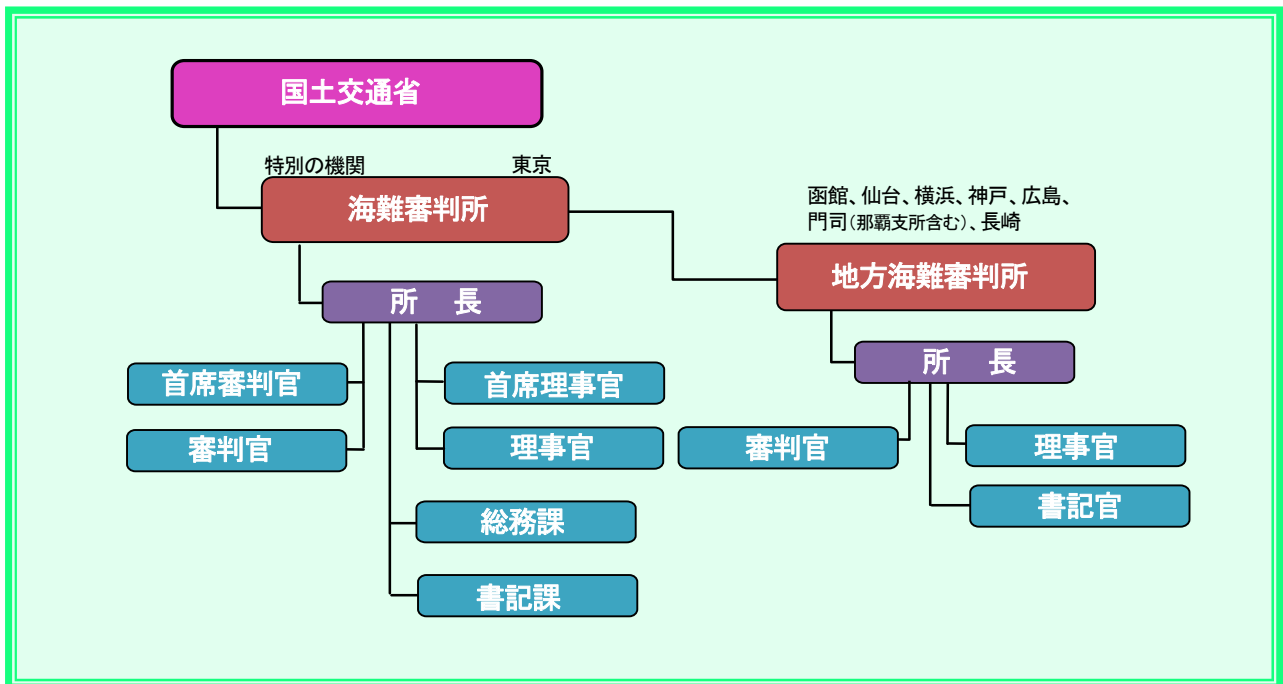 国土交通省
特別の機関
東京
海難審判所
函館、仙台、横浜、神戸、広島、
門司(那覇支所含む)、長崎
地方海難審判所
所　長
首席審判官
首席理事官
審判官
理事官
総務課
書記課
所　長
審判官
理事官
書記官